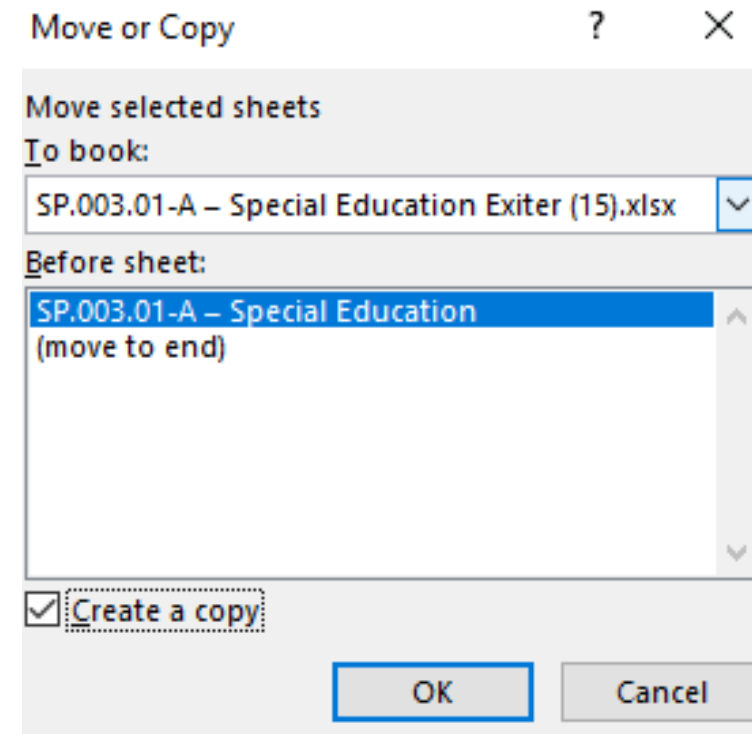 Move or Copy ?
Move selected sheets
To book:
SP.003.01-A – Special Education Exiter (15).xlsx
Before sheet:
SP.003.01-A – Special Education
(move to end)
Create a copy
OK Cancel